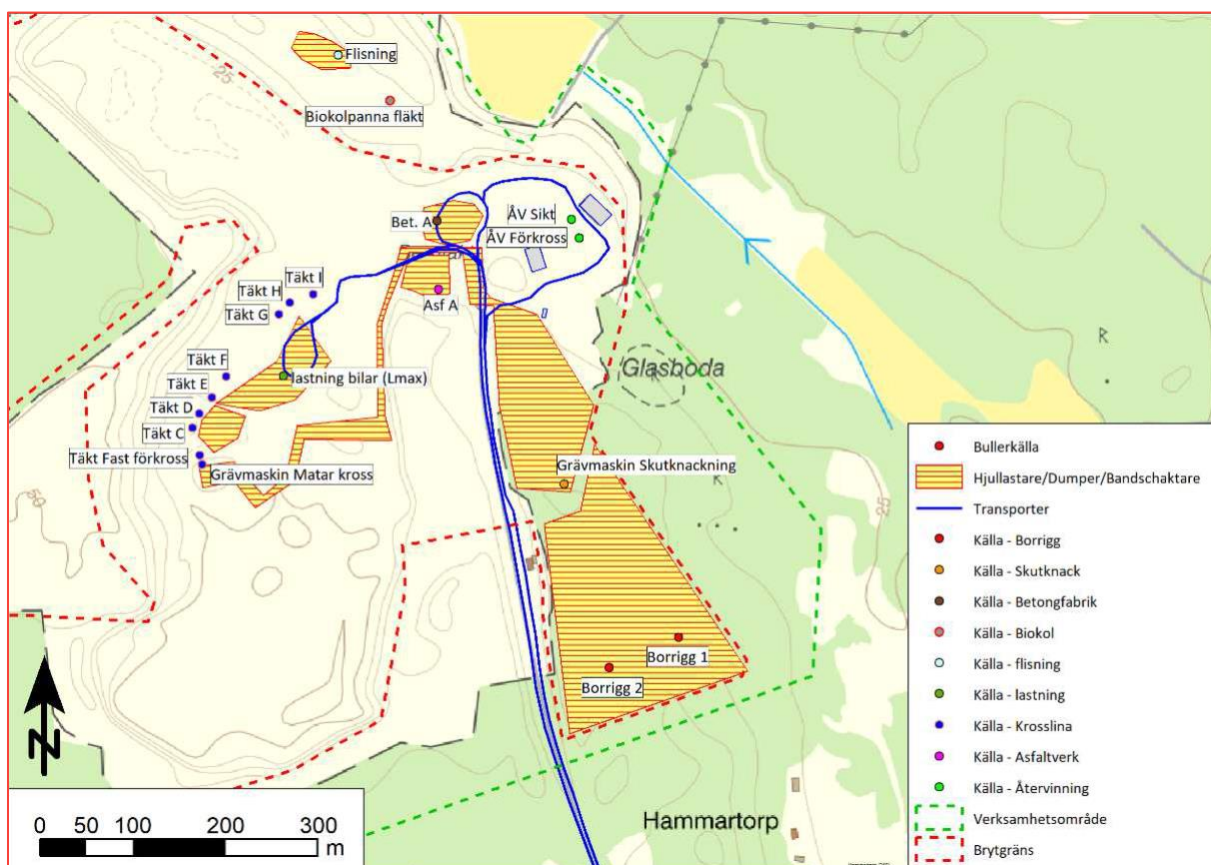 Flisning
25
Biokolpanna fläkt
Bet. A
ÅV Sikt
ÅV Förkross
Täkt I
Täkt H
Täkt G
Asf A
Glasboda
R
R
Täkt F
lastning bilar (Lmax)
Täkt E
Täkt D
Täkt C
Täkt Fast förkross
Grävmaskin Matar kross
Grävmaskin Skutknackning
R
50
25
Borrigg 1
Borrigg 2
Hammartorp
N
0 50 100 200 300
m
Bullerkälla
Hjullastare/Dumper/Bandschaktare
Transporter
Källa - Borrigg
Källa - Skutknack
Källa - Betongfabrik
Källa - Biokol
Källa - flisning
Källa - lastning
Källa - Krosslina
Källa - Asfaltverk
Källa - Återvinning
Verksamhetsområde
Brytgräns